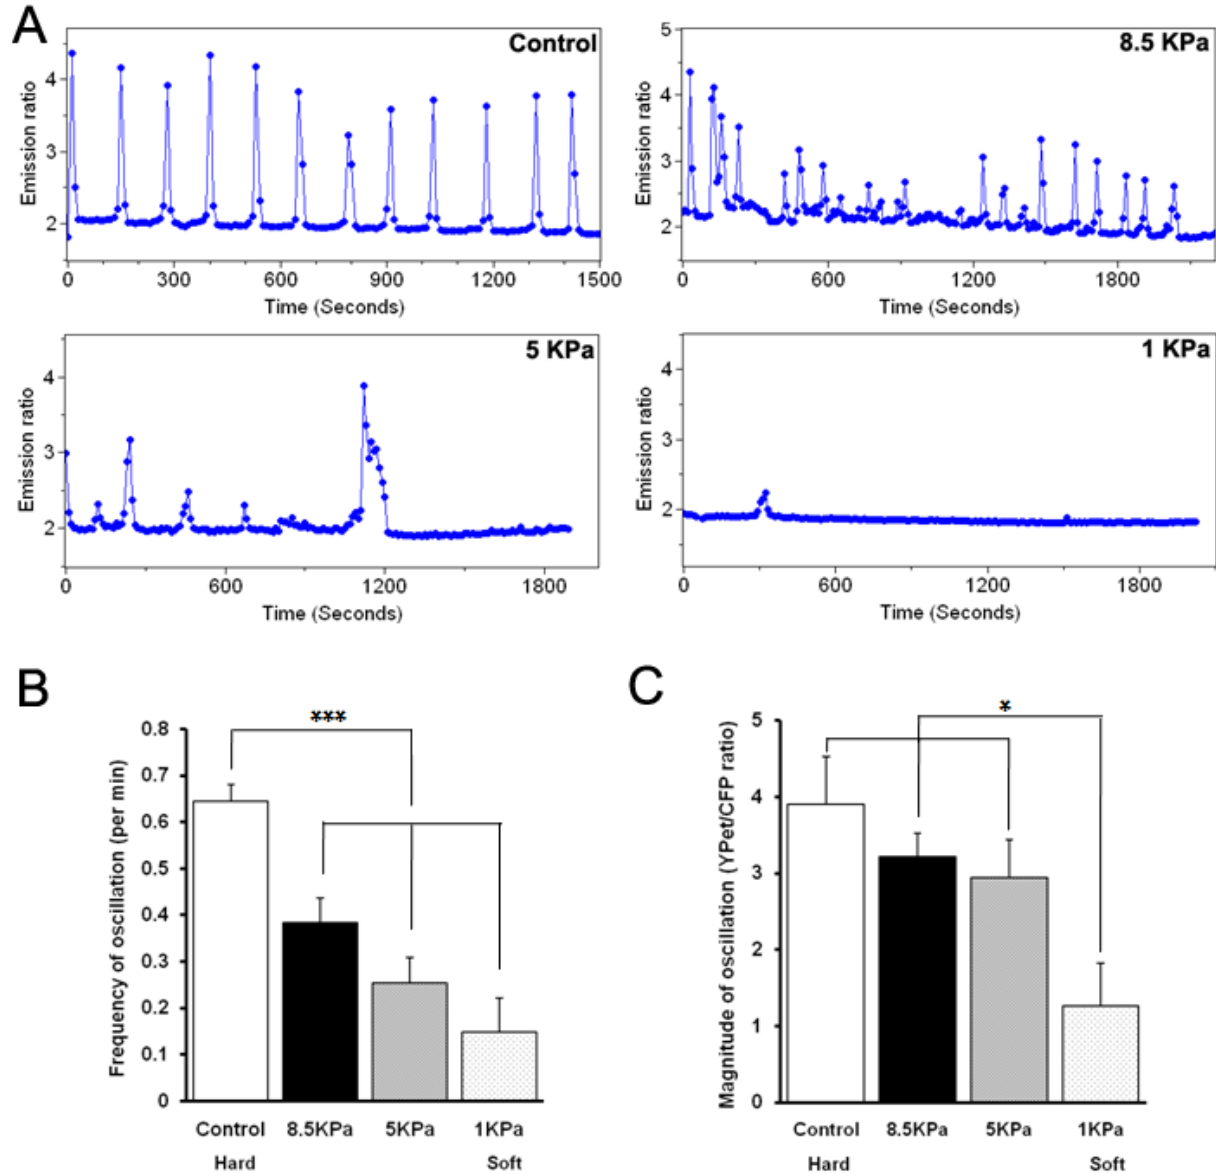 A
Control
Emission ratio
4
3
2
0 300 600 900 1200 1500
Time (Seconds)
8.5 KPa
Emission ratio
5
4
3
2
0 600 1200 1800
Time (Seconds)
5 KPa
Emission ratio
4
3
2
0 600 1200 1800
Time (Seconds)
1 KPa
Emission ratio
4
3
2
0 600 1200 1800
Time (Seconds)
B
***
Frequency of oscillation (per min)
0.8
0.7
0.6
0.5
0.4
0.3
0.2
0.1
0
Control 8.5KPa 5KPa 1KPa
Hard Soft
C
*
Magnitude of oscillation (YPet/CFP ratio)
5
4
3
2
1
0
Control 8.5KPa 5KPa 1KPa
Hard Soft